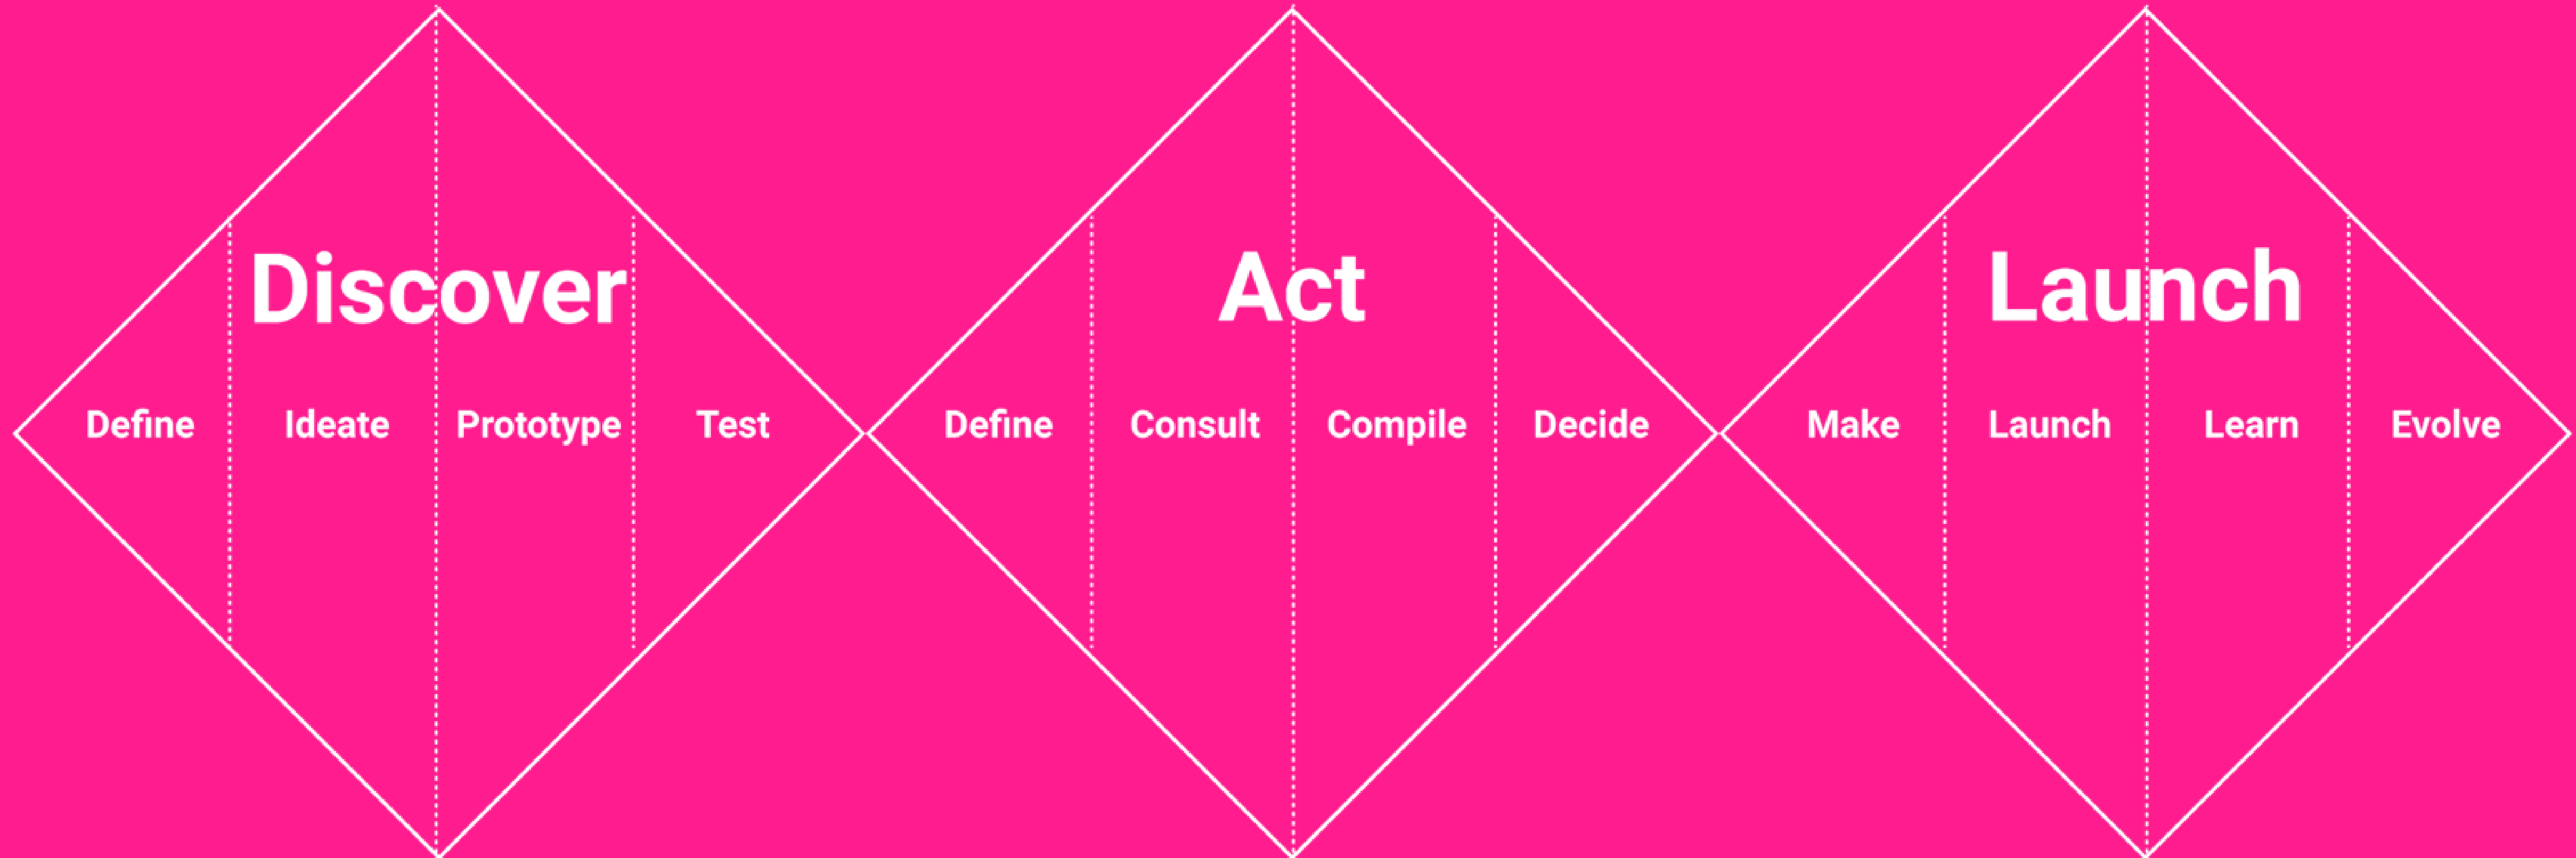 Discover
Define Ideate Prototype Test
Act
Define Consult Compile Decide
Launch
Make Launch Learn Evolve